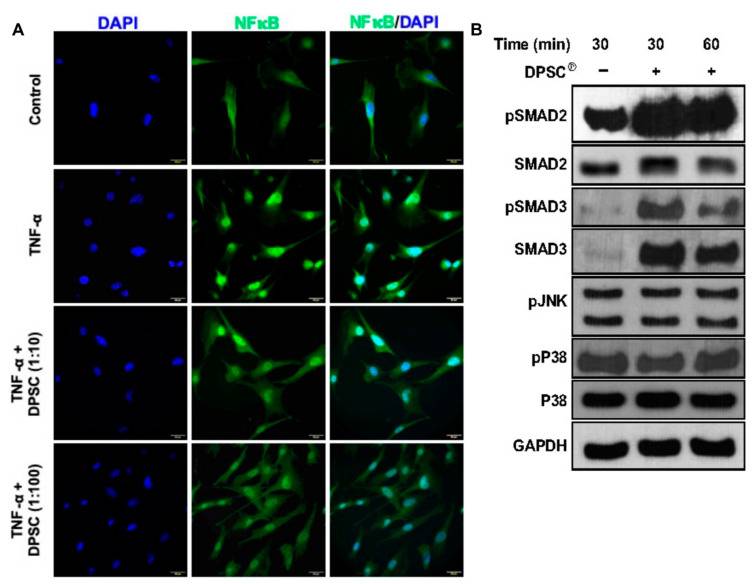 A
DAPI
NFκB
NFκB/DAPI
Control
TNF-α
TNF-α +
DPSC (1:10)
TNF-α +
DPSC (1:100)
B
Time (min) 30 30 60
DPSC℗ – + +
pSMAD2
SMAD2
pSMAD3
SMAD3
pJNK
pP38
P38
GAPDH